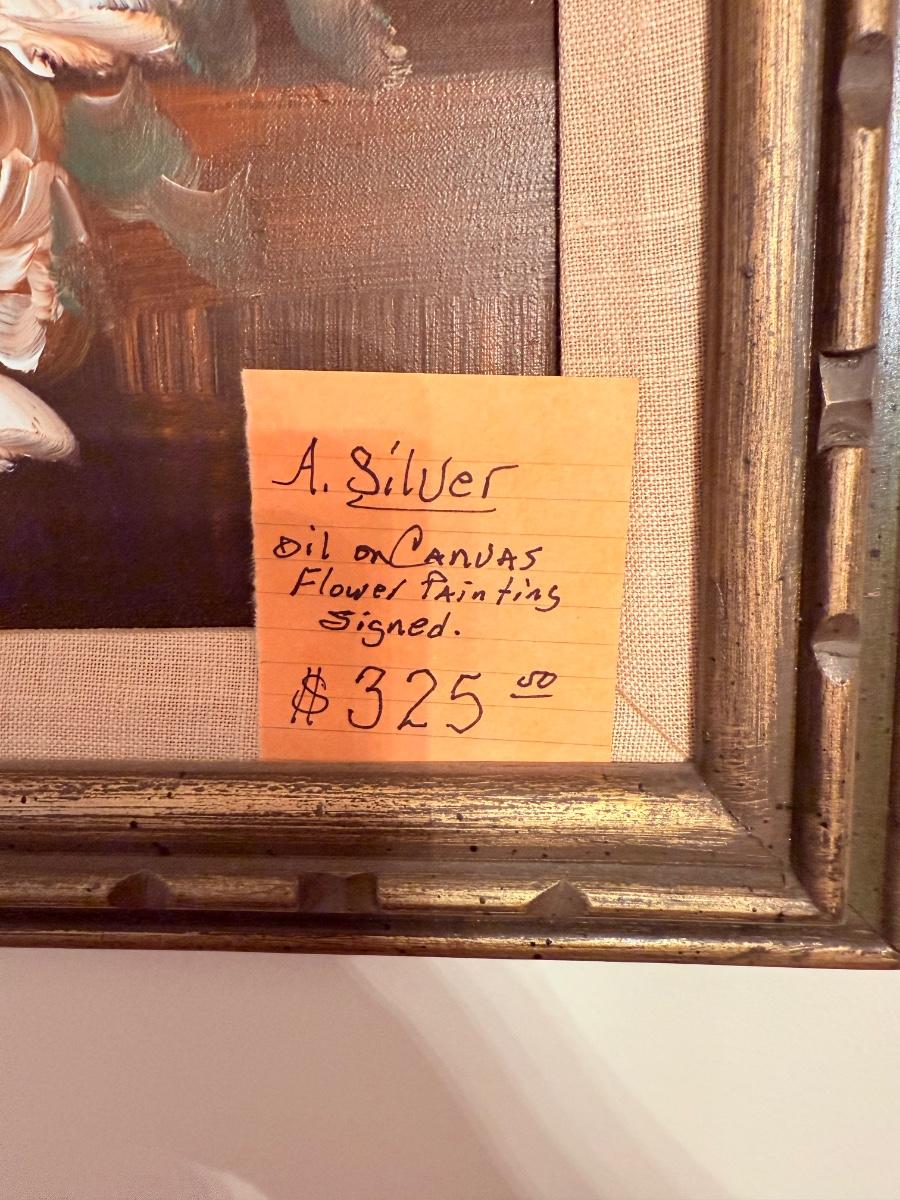 A. Silver
Oil on Canvas
Flower Painting
Signed.
$325 00